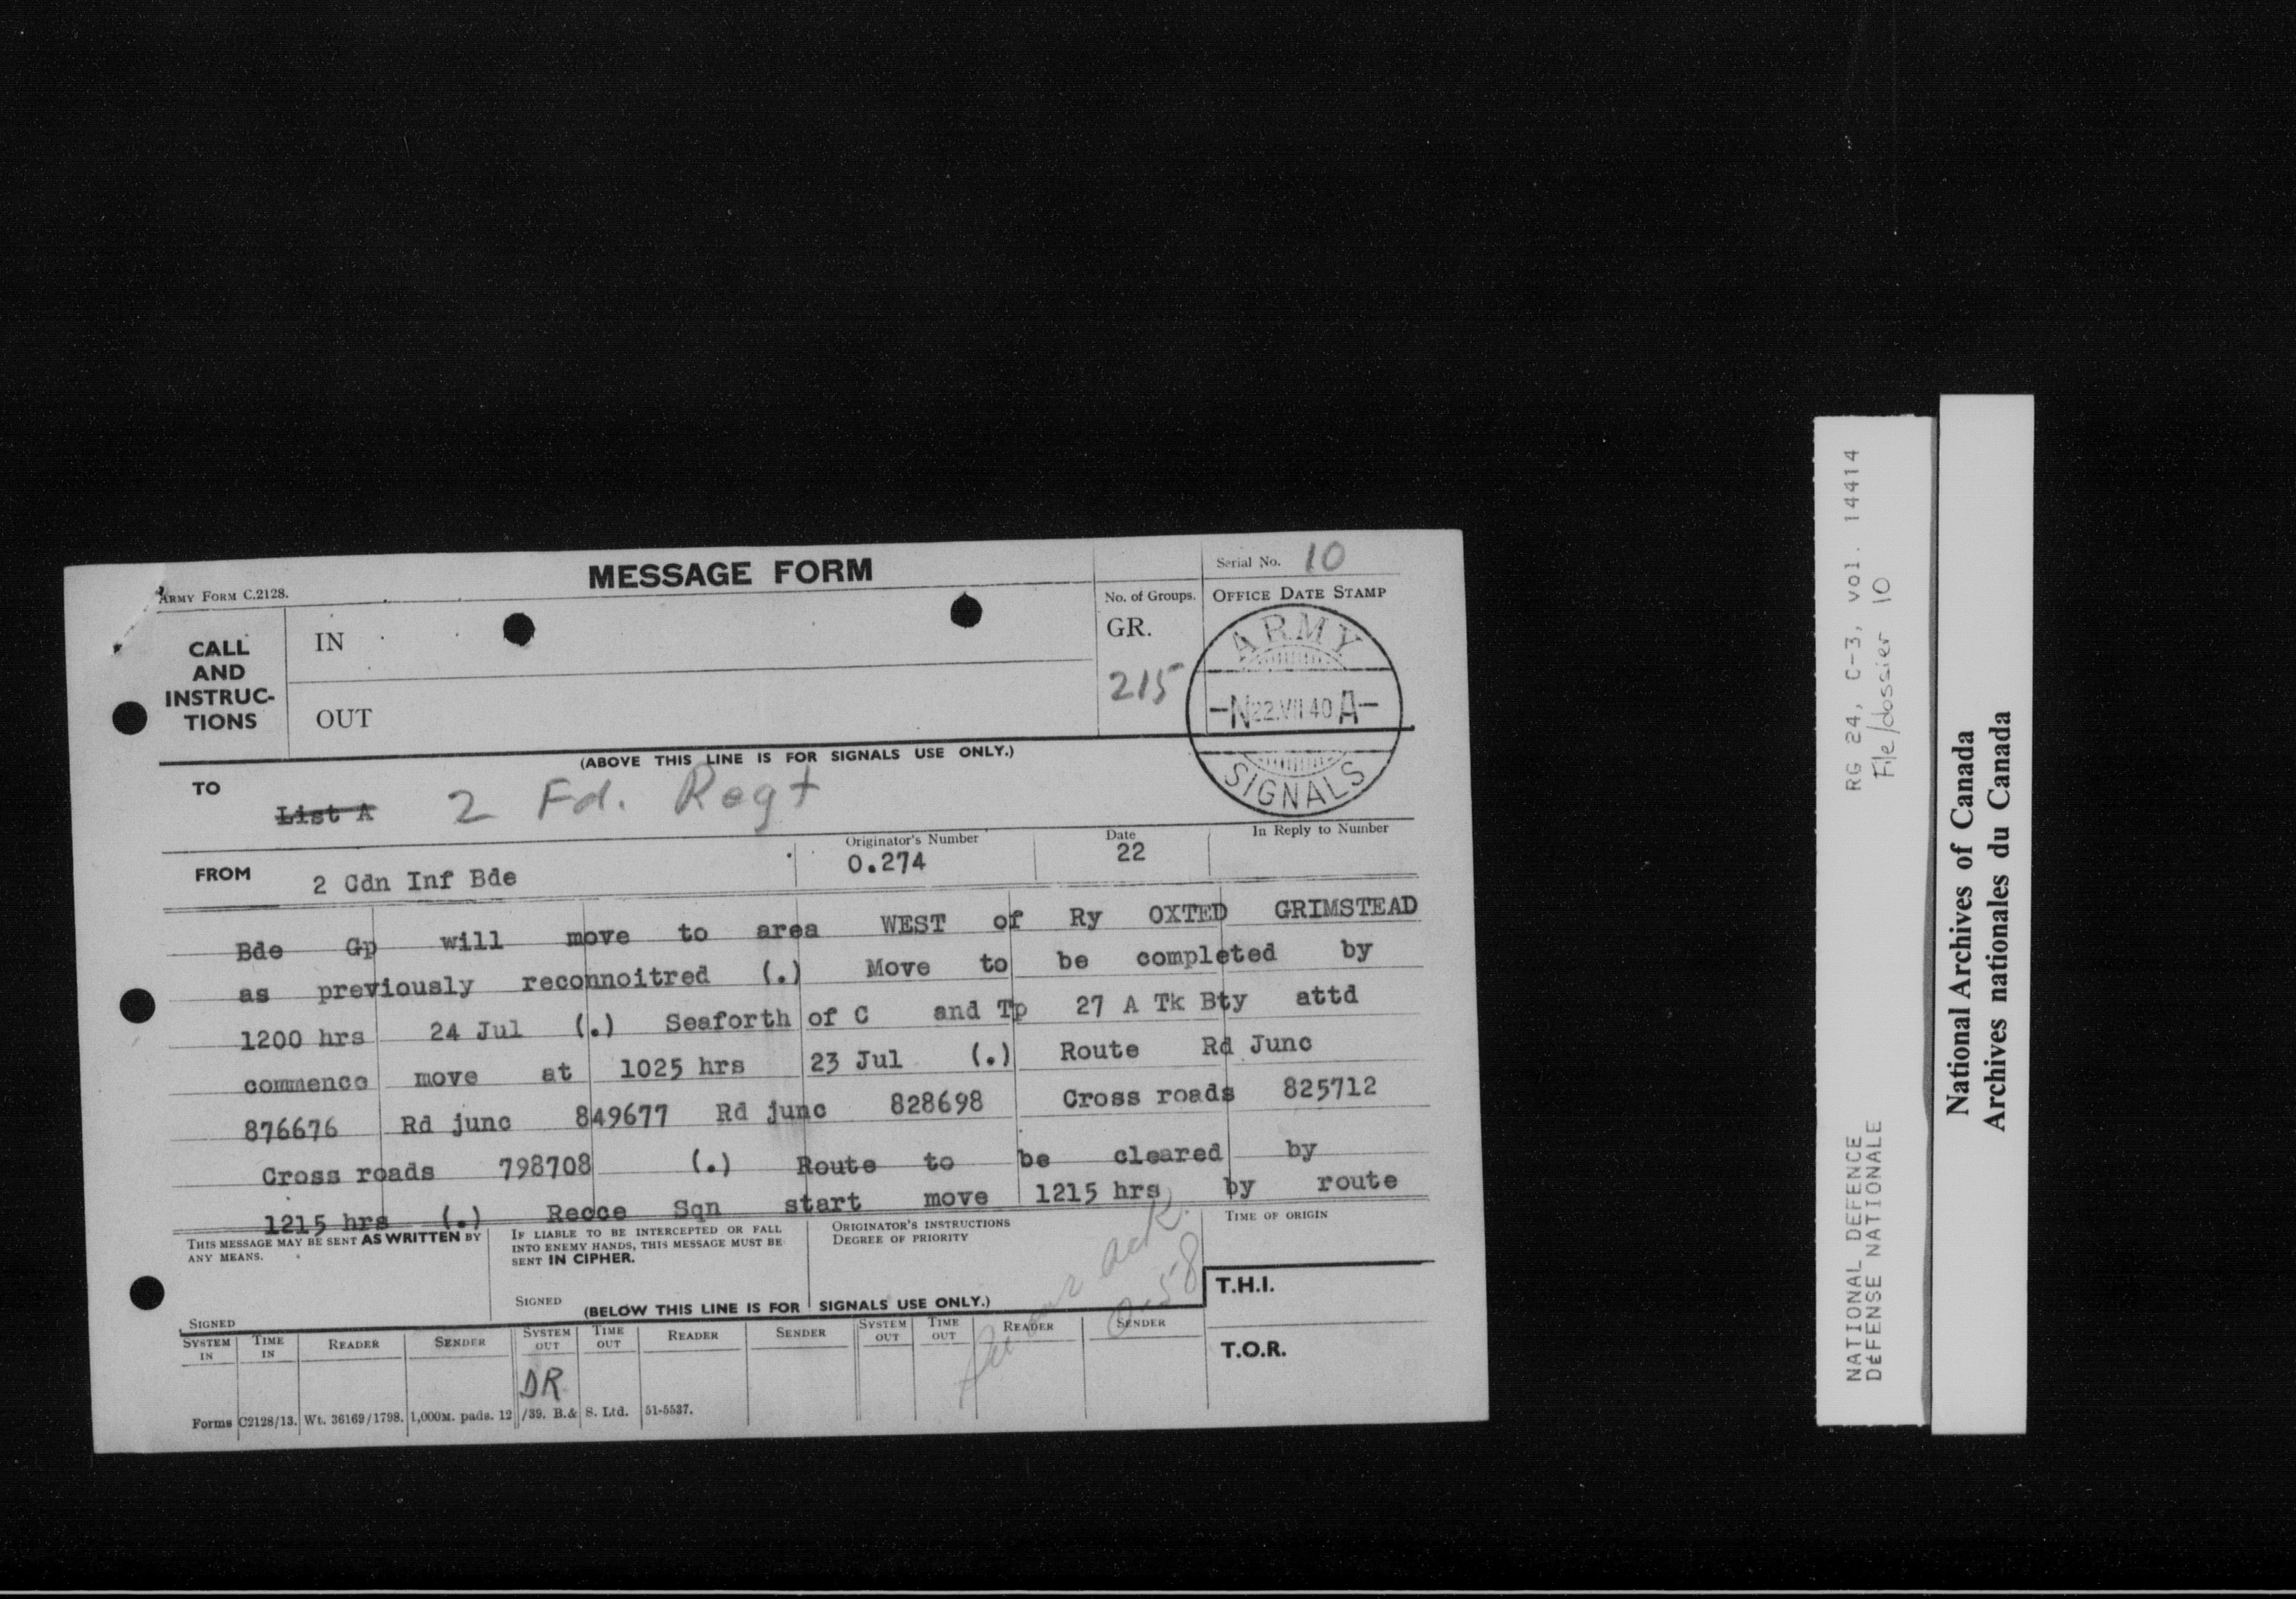 MESSAGE FORM
Serial No. 10
ARMY FORM C.2128.
No. of Groups.
OFFICE DATE STAMP
CALL
AND
INSTRUC-
TIONS
IN
OUT
GR.
215
ARMY
-N22.VII.40A-
SIGNALS
(ABOVE THIS LINE IS FOR SIGNALS USE ONLY.)
TO
List A 2 Fd. Regt
FROM
2 Cdn Inf Bde
Originator's Number
0.274
Date
22
In Reply to Number
Bde Gp will move to area WEST of Ry OXTED GRIMSTEAD
as previously reconnoitred (.) Move to be completed by
1200 hrs 24 Jul (.) Seaforth of C and Tp 27 A Tk Bty attd
commence move at 1025 hrs 23 Jul (.) Route Rd Junc
876676 Rd junc 849677 Rd junc 828698 Cross roads 825712
Cross roads 798708 (.) Route to be cleared by
1215 hrs (.) Recce Sqn start move 1215 hrs by route
THIS MESSAGE MAY BE SENT AS WRITTEN BY
ANY MEANS.
SIGNED
IF LIABLE TO BE INTERCEPTED OR FALL
INTO ENEMY HANDS, THIS MESSAGE MUST BE
SENT IN CIPHER.
SIGNED
ORIGINATOR'S INSTRUCTIONS
DEGREE OF PRIORITY
TIME OF ORIGIN
ack.
0-58
(BELOW THIS LINE IS FOR SIGNALS USE ONLY.)
T.H.I.
T.O.R.
SYSTEM IN TIME IN READER SENDER SYSTEM OUT TIME OUT READER SENDER SYSTEM OUT TIME OUT READER SENDER
DR
Forms C2128/13. Wt. 36169/1798. 1,000M. pads. 12/39. B.& S. Ltd. 51-5537.
RG 24, C-3, vol. 14414
File/dossier 10
NATIONAL DEFENCE
DÉFENSE NATIONALE
National Archives of Canada
Archives nationales du Canada